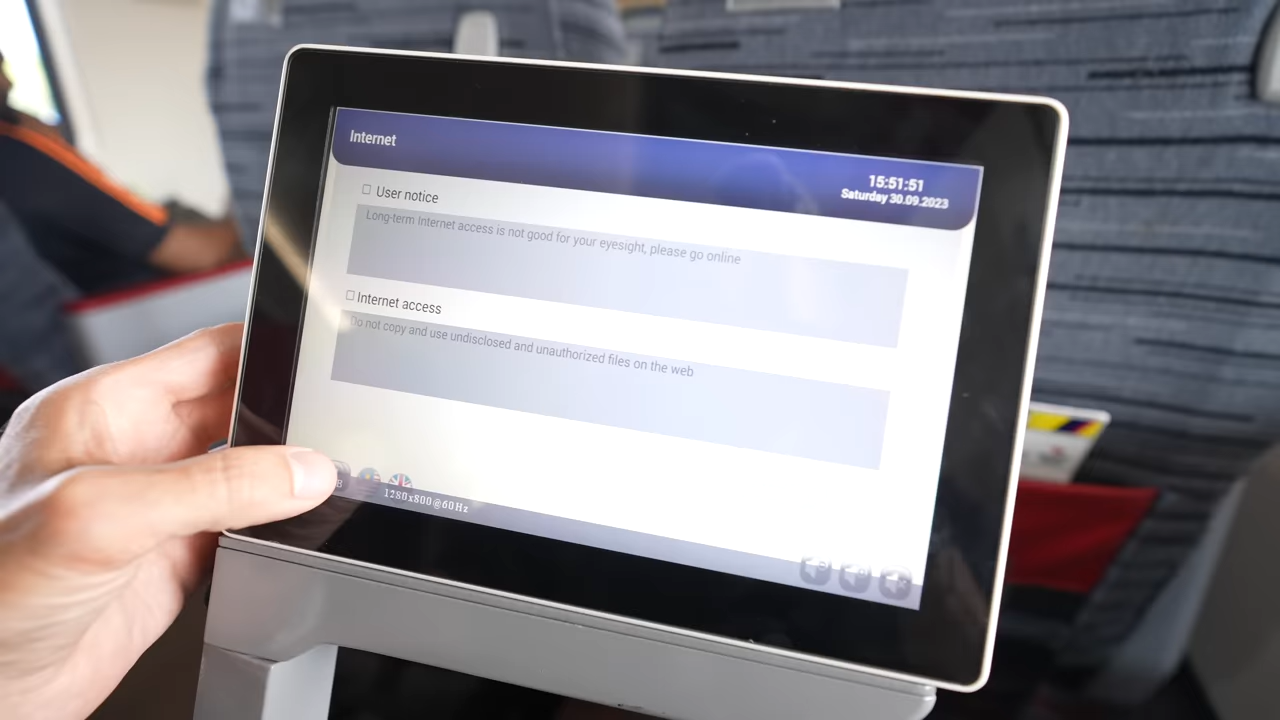 Internet
15:51:51
Saturday 30.09.2023
User notice
Long-term Internet access is not good for your eyesight, please go online
Internet access
Do not copy and use undisclosed and unauthorized files on the web
1280x800@60Hz